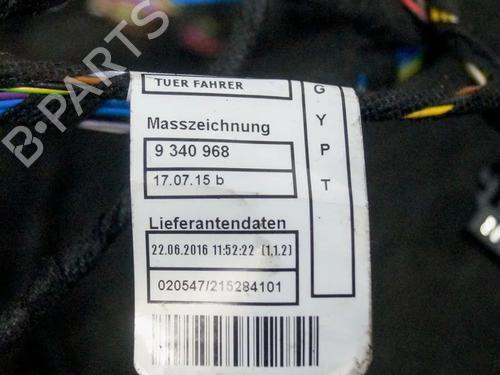 B-PARTS
TUER FAHRER
Masszeichnung
9 340 968
17.07.15 b
Lieferantendaten
22.06.2016 11:52:22 (1,1.2)
020547/215284101
G Y P T